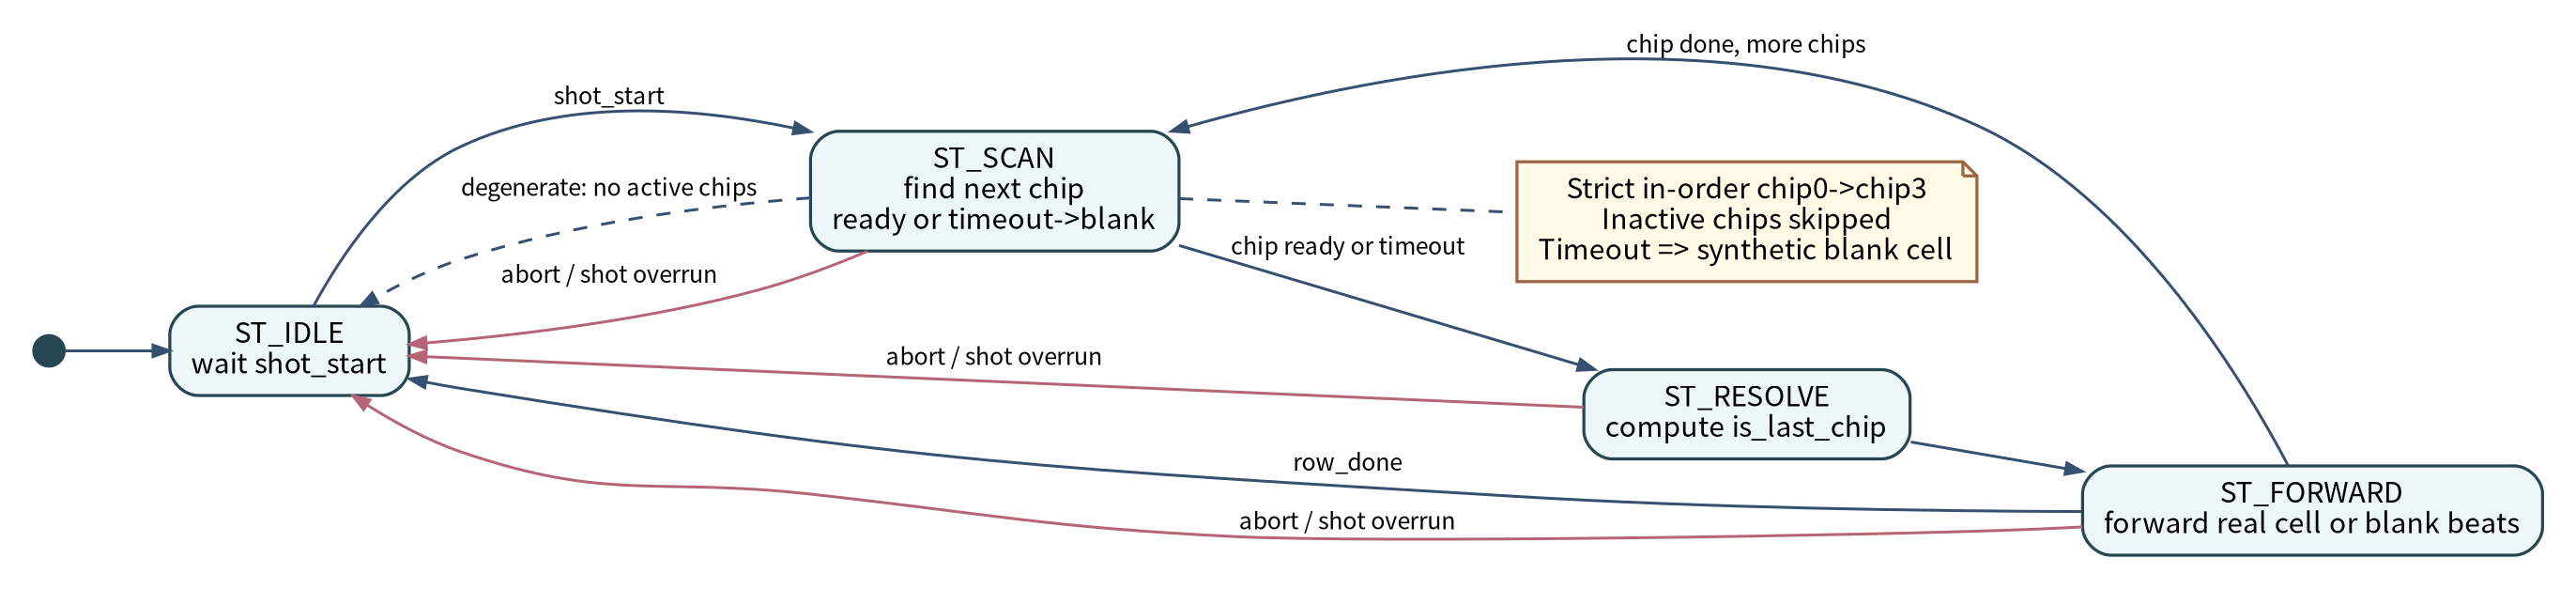 chip done, more chips
shot_start
ST_SCAN
find next chip
ready or timeout->blank
degenerate: no active chips
Strict in-order chip0->chip3
Inactive chips skipped
Timeout => synthetic blank cell
chip ready or timeout
abort / shot overrun
ST_IDLE
wait shot_start
abort / shot overrun
ST_RESOLVE
compute is_last_chip
row_done
ST_FORWARD
forward real cell or blank beats
abort / shot overrun